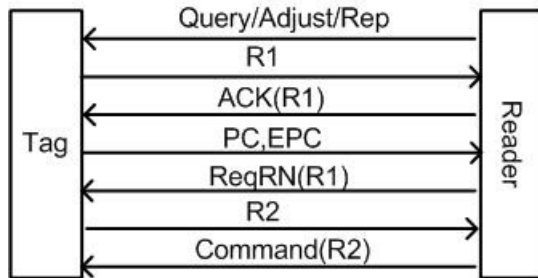 Query/Adjust/Rep
R1
ACK(R1)
Tag
PC,EPC
Reader
ReqRN(R1)
R2
Command(R2)